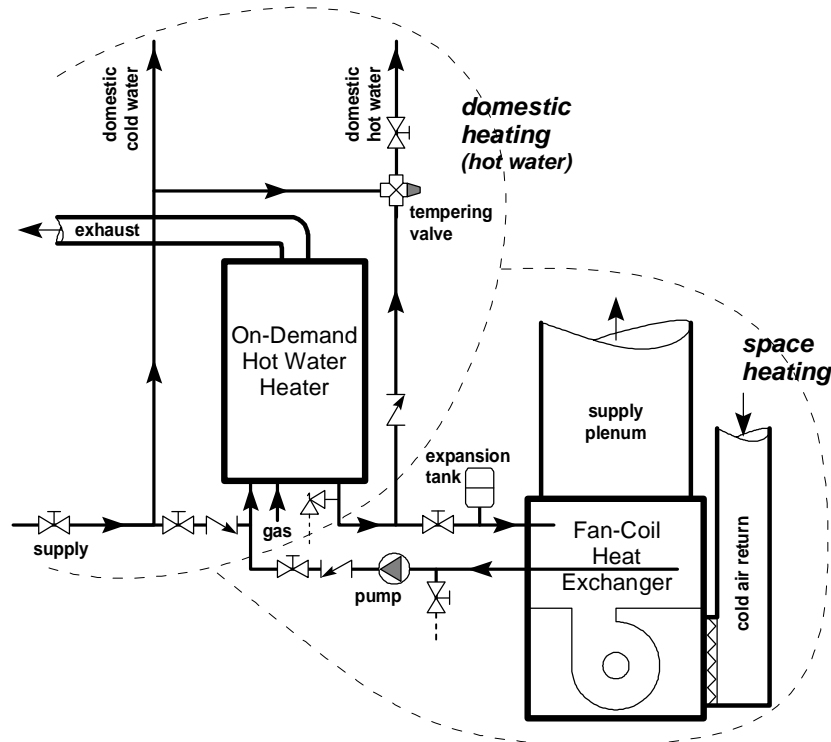 domestic
cold water
domestic
hot water
domestic
heating
(hot water)
tempering
valve
exhaust
On-Demand
Hot Water
Heater
space
heating
supply
plenum
expansion
tank
supply
gas
Fan-Coil
Heat
Exchanger
pump
cold air return